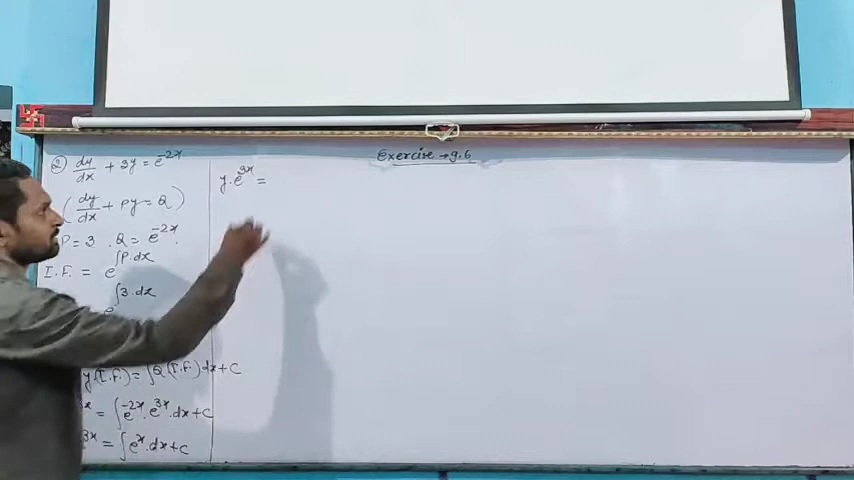 Exercise → 9.6
② dy/dx + 3y = e^-2x
(dy/dx + Py = Q)
P = 3 . Q = e^-2x .
I.F. = e^∫P.dx
∫3.dx
y(I.F.) = ∫Q(I.F.)dx + C
x = ∫e^-2x . e^3x . dx + C
3x = ∫e^x . dx + C
y.e^3x =